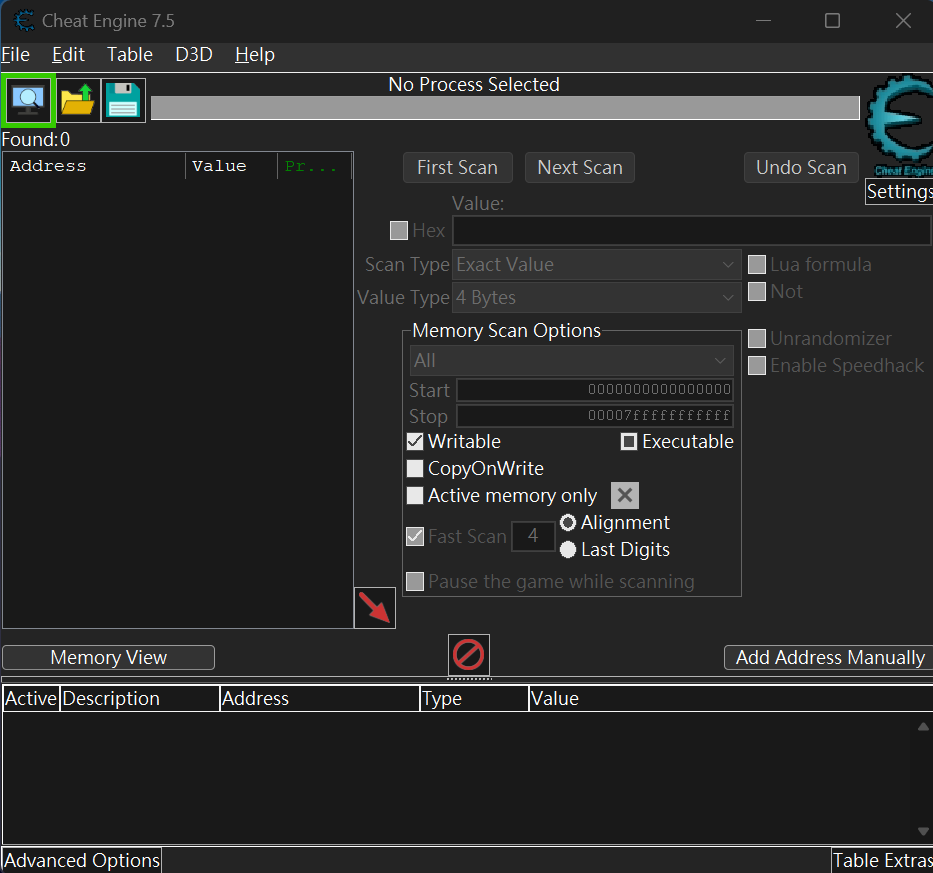 Cheat Engine 7.5
File Edit Table D3D Help
No Process Selected
Found:0
Address Value Pr...
First Scan Next Scan Undo Scan
Cheat Engine
Settings
Value:
Hex
Scan Type Exact Value
Lua formula
Value Type 4 Bytes
Not
Memory Scan Options
All
Unrandomizer
Enable Speedhack
Start 0000000000000000
Stop 00007fffffffffff
Writable Executable
CopyOnWrite
Active memory only
Fast Scan 4
Alignment
Last Digits
Pause the game while scanning
Memory View
Add Address Manually
Active Description Address Type Value
Advanced Options
Table Extras